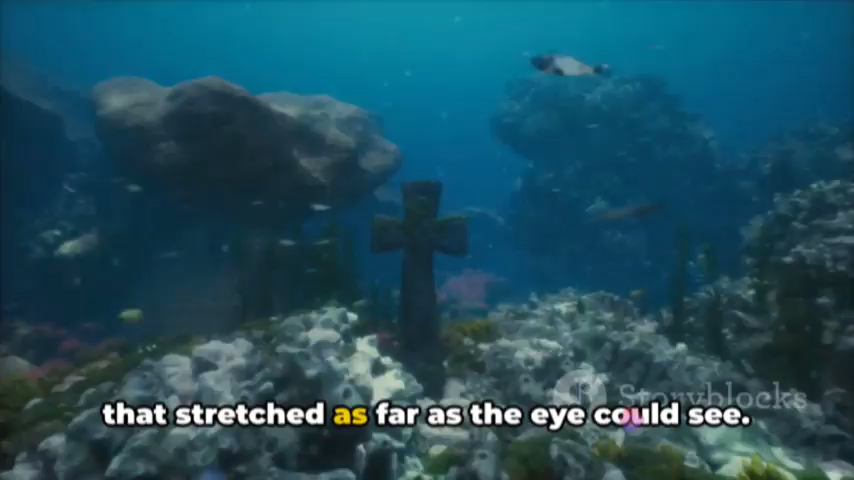 Storyblocks
that stretched as far as the eye could see.